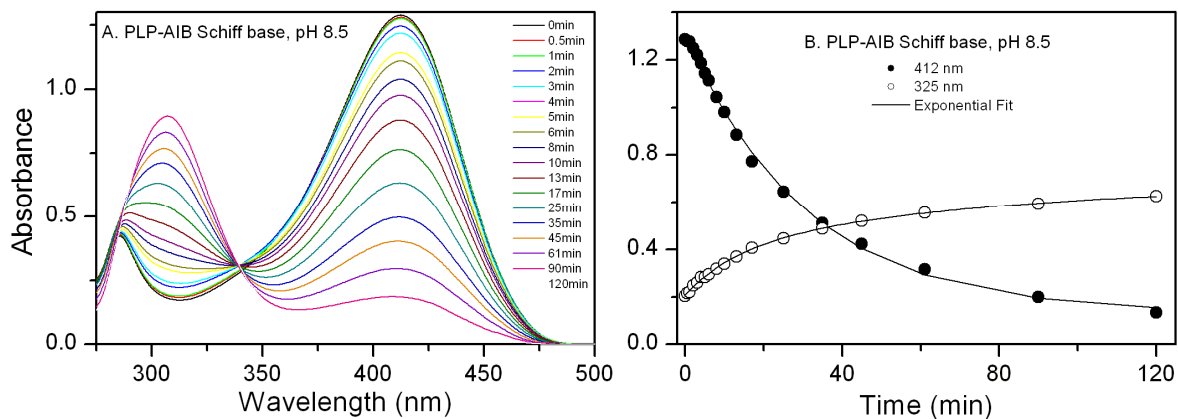 A. PLP-AIB Schiff base, pH 8.5
0min
0.5min
1min
2min
3min
4min
5min
6min
8min
10min
13min
17min
25min
35min
45min
61min
90min
120min
1.0
0.5
0.0
Absorbance
300
350
400
450
500
Wavelength (nm)
B. PLP-AIB Schiff base, pH 8.5
412 nm
325 nm
Exponential Fit
1.2
0.8
0.4
0.0
0
40
80
120
Time (min)